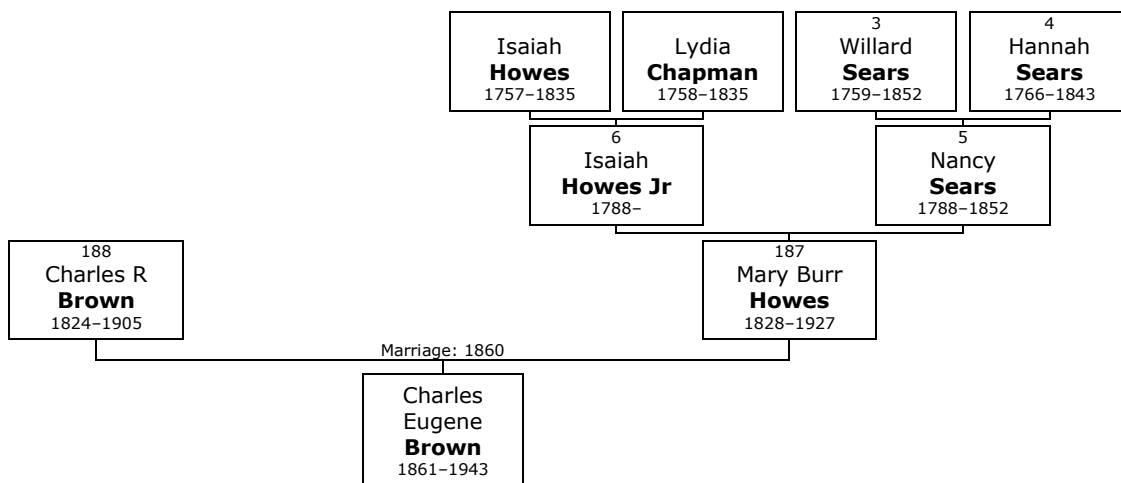 Isaiah
Howes
1757–1835
Lydia
Chapman
1758–1835
3
Willard
Sears
1759–1852
4
Hannah
Sears
1766–1843
6
Isaiah
Howes Jr
1788–
5
Nancy
Sears
1788–1852
188
Charles R
Brown
1824–1905
187
Mary Burr
Howes
1828–1927
Marriage: 1860
Charles
Eugene
Brown
1861–1943